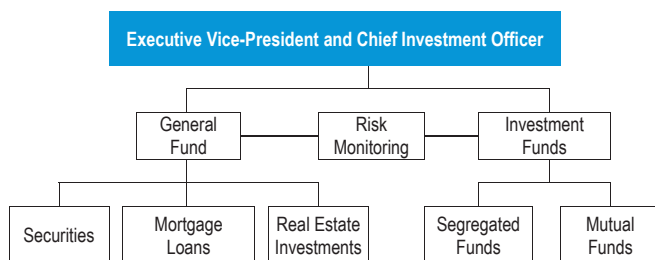 Executive Vice-President and Chief Investment Officer
General
Fund
Risk
Monitoring
Investment
Funds
Securities
Mortgage
Loans
Real Estate
Investments
Segregated
Funds
Mutual
Funds